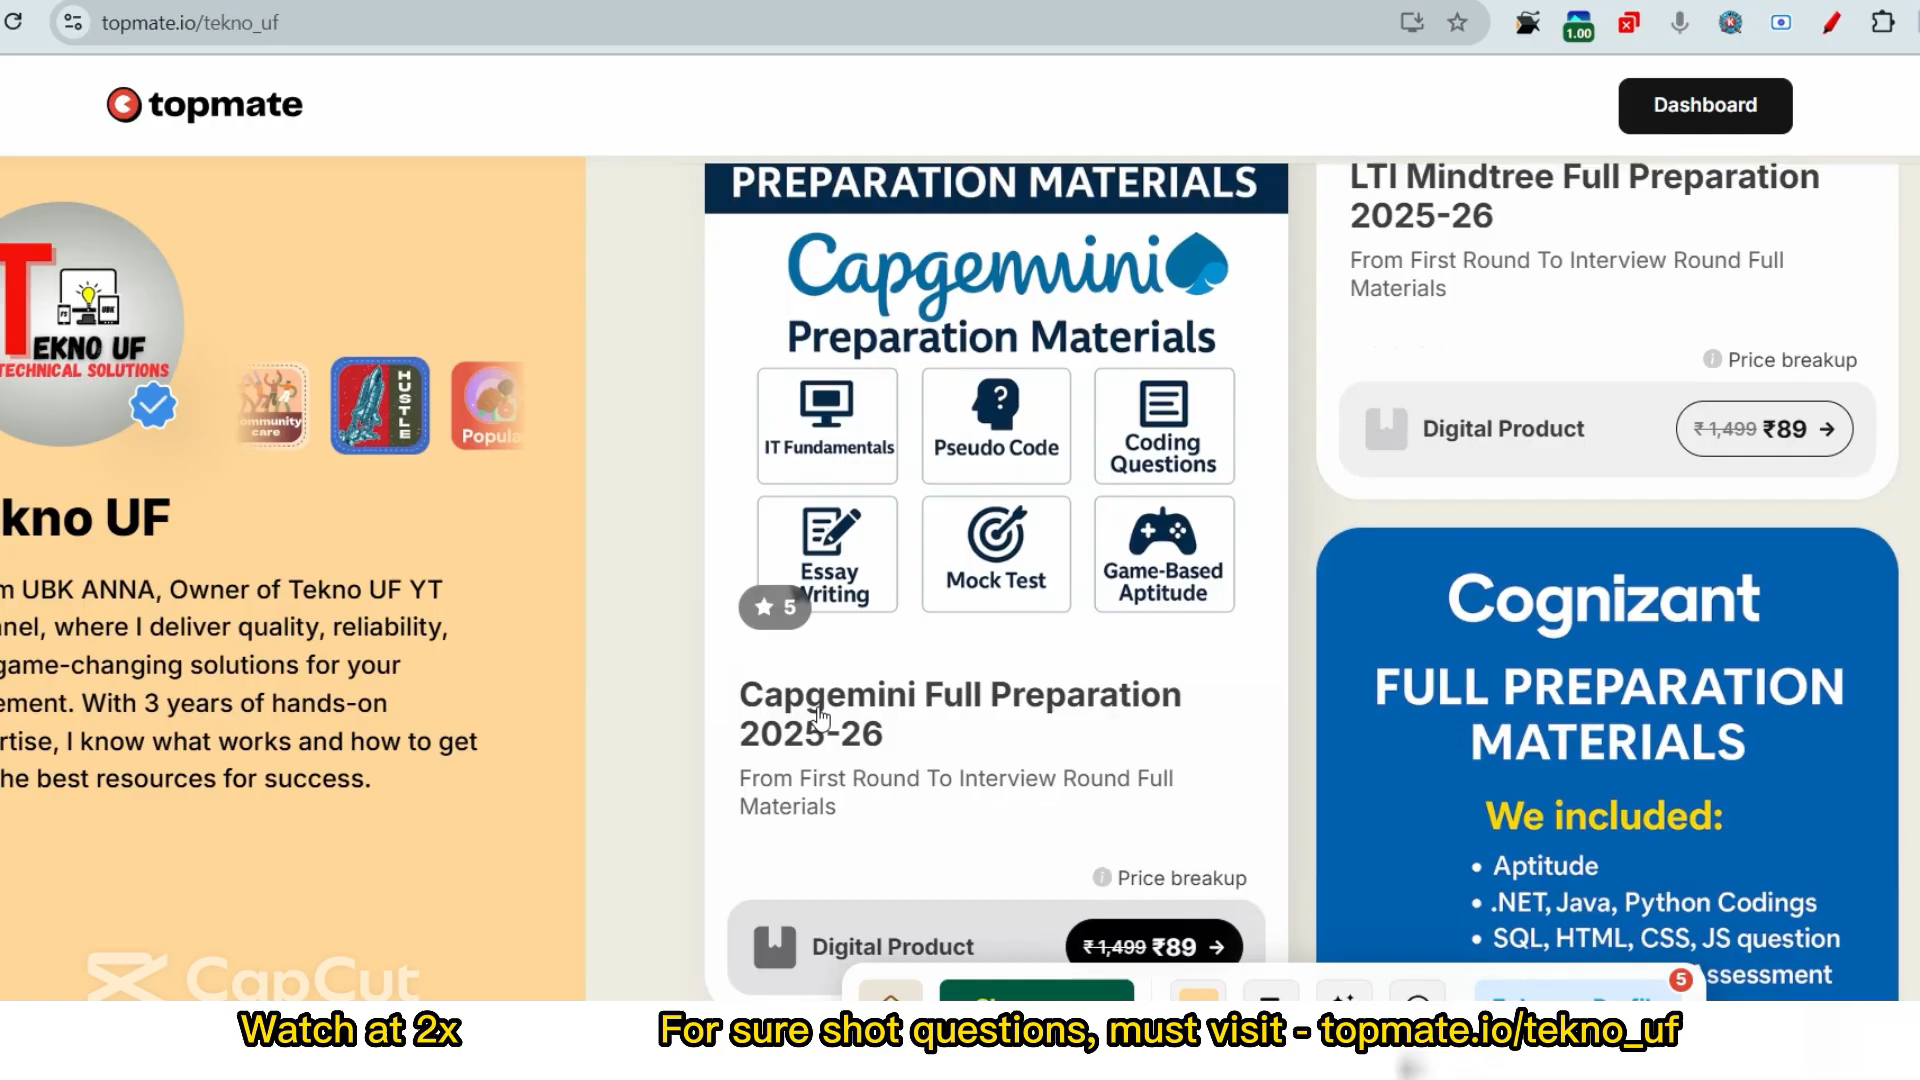 topmate.io/tekno_uf
1.00
topmate
Dashboard
T
EKNO UF
TECHNICAL SOLUTIONS
ommunity
care
HUSTLE
Popula
kno UF
m UBK ANNA, Owner of Tekno UF YT
nnel, where I deliver quality, reliability,
game-changing solutions for your
ement. With 3 years of hands-on
rtise, I know what works and how to get
the best resources for success.
CapCut
PREPARATION MATERIALS
Capgemini
Preparation Materials
IT Fundamentals
Pseudo Code
Coding
Questions
Essay
Writing
Mock Test
Game-Based
Aptitude
5
Capgemini Full Preparation
2025-26
From First Round To Interview Round Full
Materials
Price breakup
Digital Product
₹1,499 ₹89
LTI Mindtree Full Preparation
2025-26
From First Round To Interview Round Full
Materials
Price breakup
Digital Product
₹1,499 ₹89
Cognizant
FULL PREPARATION
MATERIALS
We included:
• Aptitude
• .NET, Java, Python Codings
• SQL, HTML, CSS, JS question
ssessment
5
Watch at 2x
For sure shot questions, must visit - topmate.io/tekno_uf